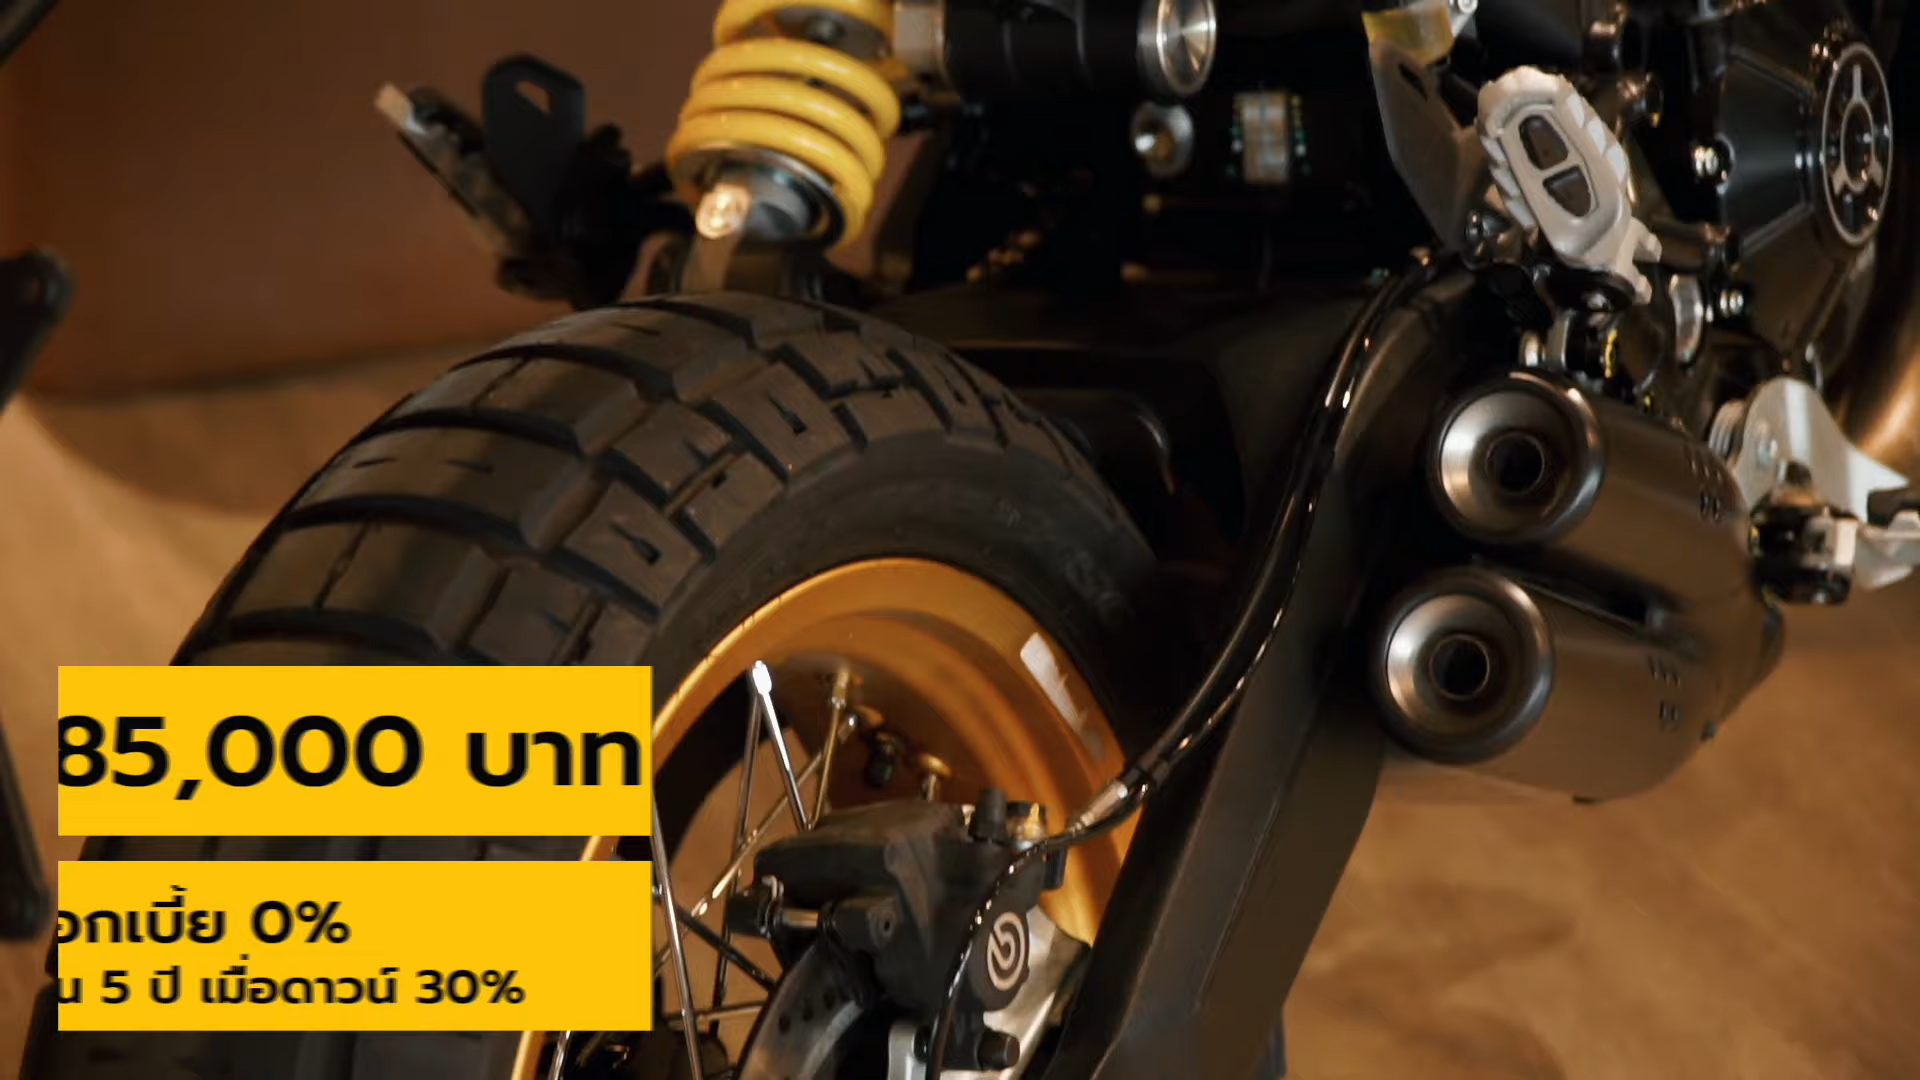 85,000 บาท
อกเบี้ย 0%
น 5 ปี เมื่อดาวน์ 30%